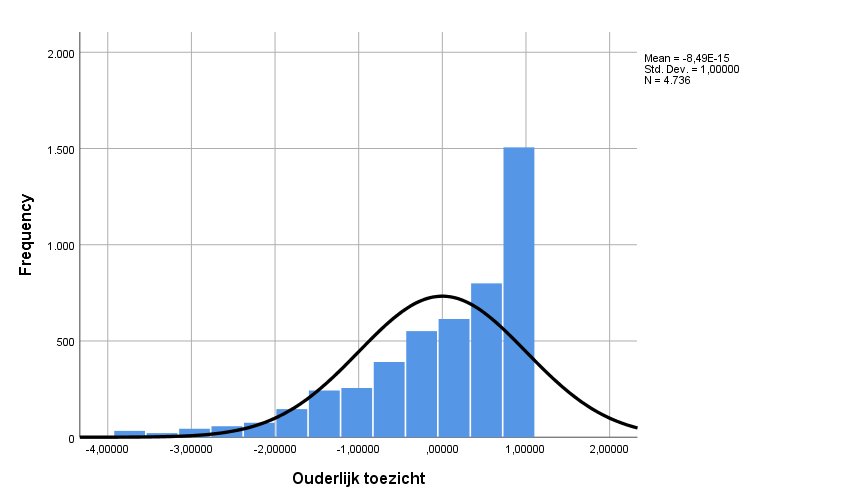 Mean = -8,49E-15
Std. Dev. = 1,00000
N = 4.736
Frequency
2.000
1.500
1.000
500
0
-4,00000 -3,00000 -2,00000 -1,00000 ,00000 1,00000 2,00000
Ouderlijk toezicht